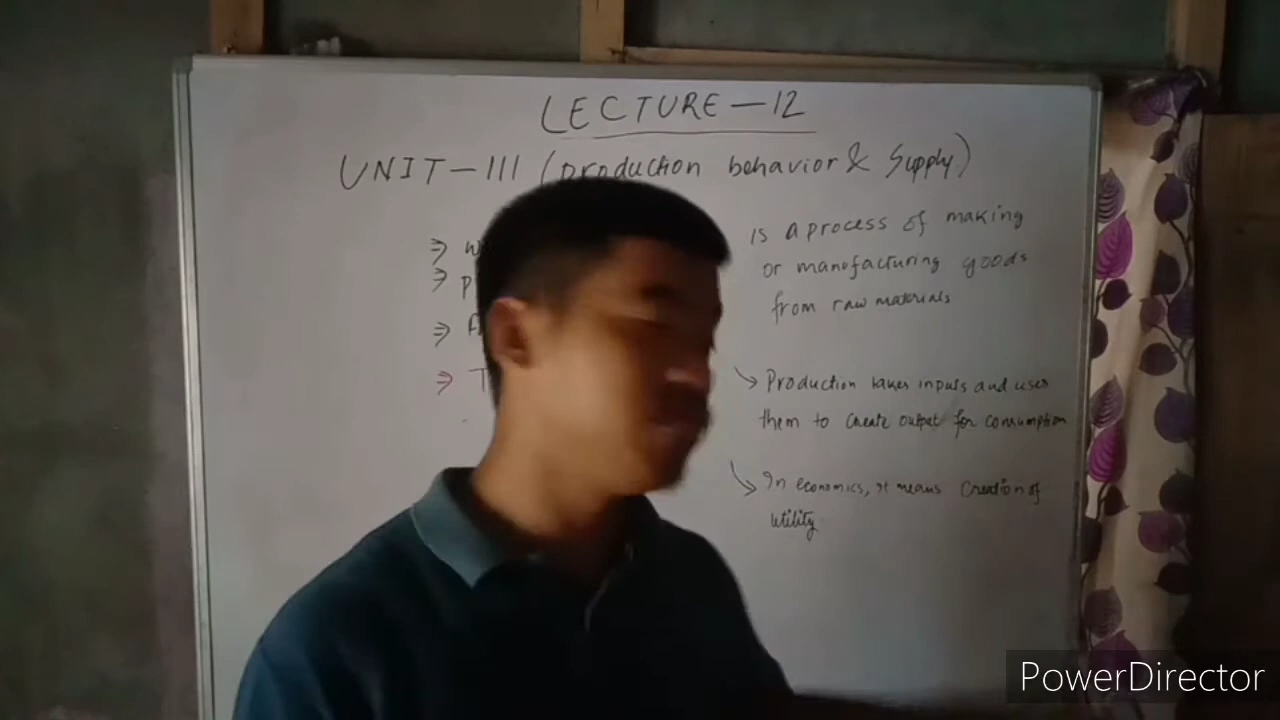 LECTURE-12
UNIT-III (production behavior & Supply)
is a process of making
or manufacturing goods
from raw materials
Production takes inputs and uses
them to create output for consumption
In economics, it means creation of
utility
PowerDirector